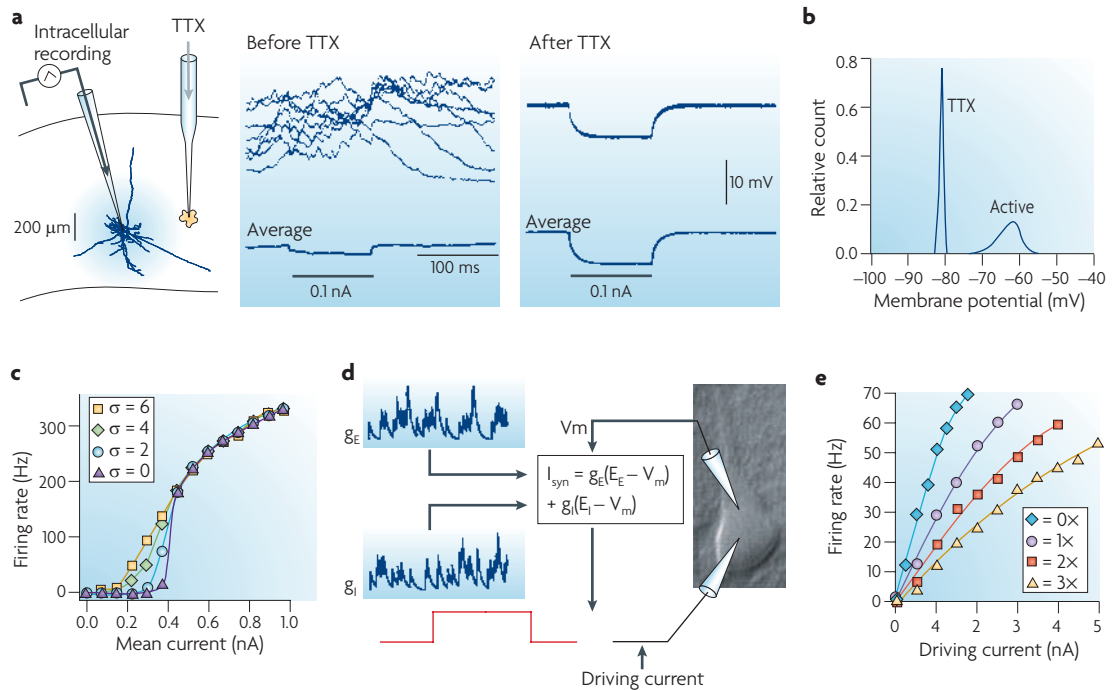 a
Intracellular
recording
TTX
200 µm
Before TTX
Average
100 ms
0.1 nA
After TTX
10 mV
Average
0.1 nA
b
Relative count
0.8
0.6
0.4
0.2
0.0
TTX
Active
–100 –90 –80 –70 –60 –50 –40
Membrane potential (mV)
c
Firing rate (Hz)
300
200
100
0
σ = 6
σ = 4
σ = 2
σ = 0
0.0 0.2 0.4 0.6 0.8 1.0
Mean current (nA)
d
gE
gI
Vm
Isyn = gE(EE – Vm)
+ gI(EI – Vm)
Driving current
e
Firing rate (Hz)
70
60
50
40
30
20
10
0
= 0×
= 1×
= 2×
= 3×
0 4 1 2 3 4 5
Driving current (nA)